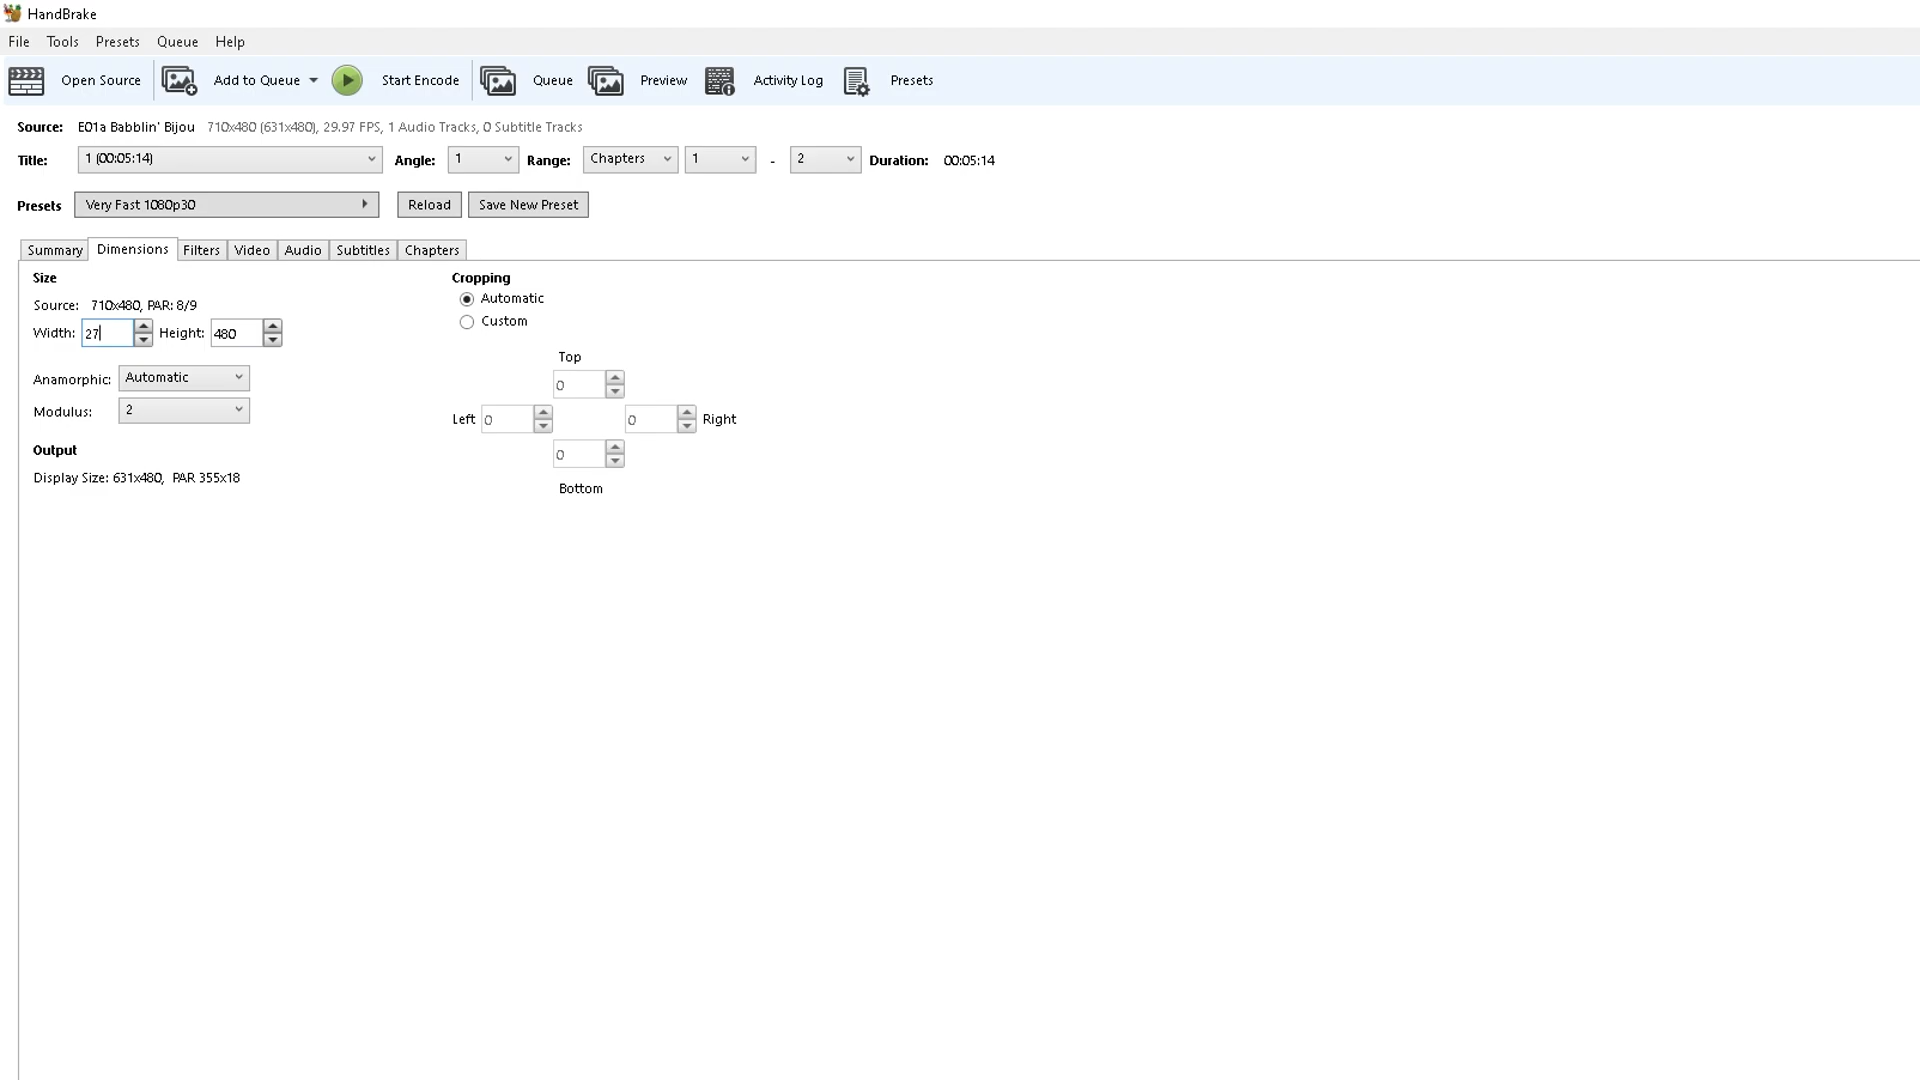 HandBrake
File Tools Presets Queue Help
Open Source Add to Queue Start Encode Queue Preview Activity Log Presets
Source: E01a Babblin' Bijou 710x480 (631x480), 29.97 FPS, 1 Audio Tracks, 0 Subtitle Tracks
Title: 1 (00:05:14) Angle: 1 Range: Chapters 1 - 2 Duration: 00:05:14
Presets Very Fast 1080p30 Reload Save New Preset
Summary Dimensions Filters Video Audio Subtitles Chapters
Size
Source: 710x480, PAR: 8/9
Width: 27 Height: 480
Anamorphic: Automatic
Modulus: 2
Output
Display Size: 631x480, PAR 355x18
Cropping
Automatic
Custom
Top
0
Left 0 0 Right
0
Bottom